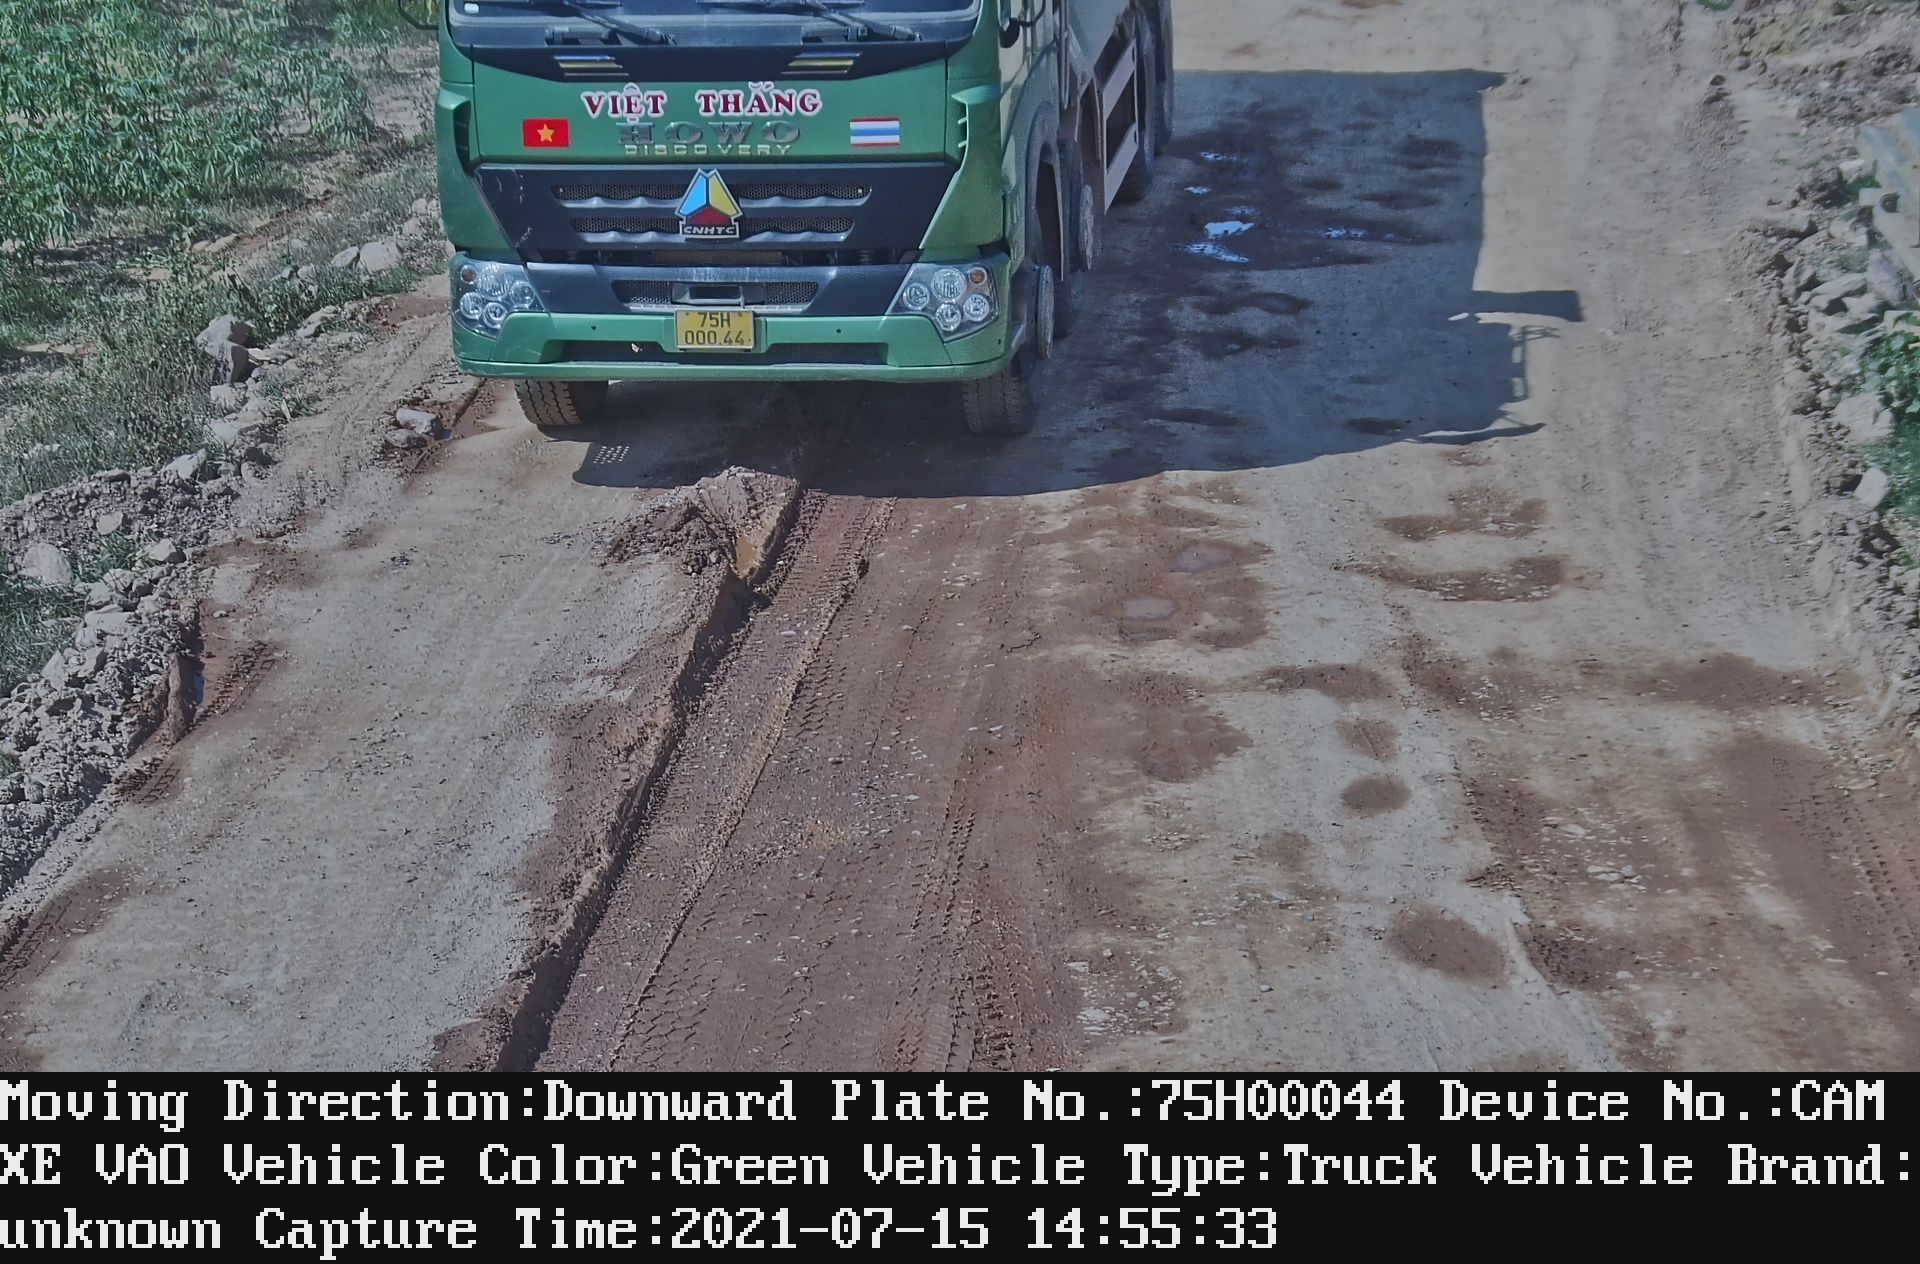 VIỆT THẮNG
HOWO
DISCOVERY
CNHTC
75H
000.44
Moving Direction:Downward Plate No.:75H00044 Device No.:CAM
XE VAO Vehicle Color:Green Vehicle Type:Truck Vehicle Brand:
unknown Capture Time:2021-07-15 14:55:33